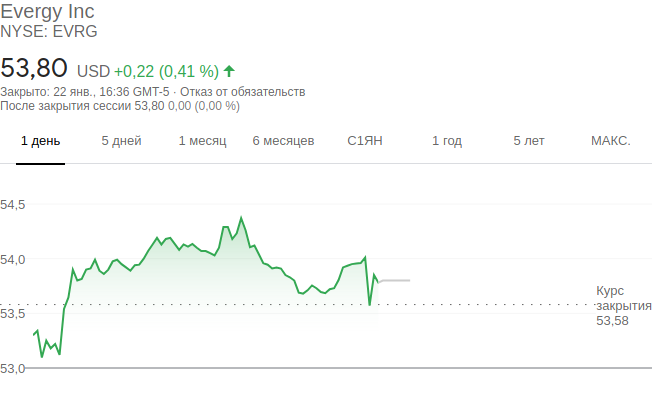 Evergy Inc
NYSE: EVRG
53,80 USD +0,22 (0,41 %)
Закрыто: 22 янв., 16:36 GMT-5 · Отказ от обязательств
После закрытия сессии 53,80 0,00 (0,00 %)
1 день 5 дней 1 месяц 6 месяцев С1ЯН 1 год 5 лет МАКС.
54,5
54,0
53,5
53,0
Курс
закрытия
53,58